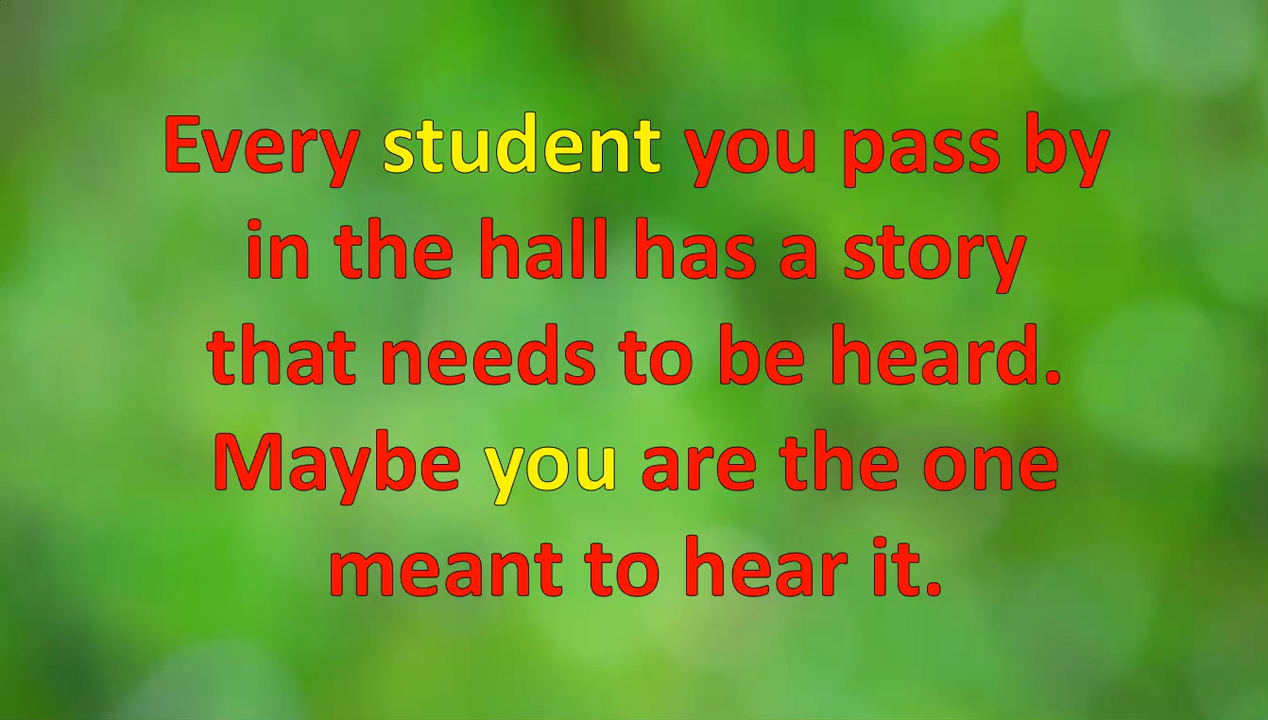 Every student you pass by
in the hall has a story
that needs to be heard.
Maybe you are the one
meant to hear it.